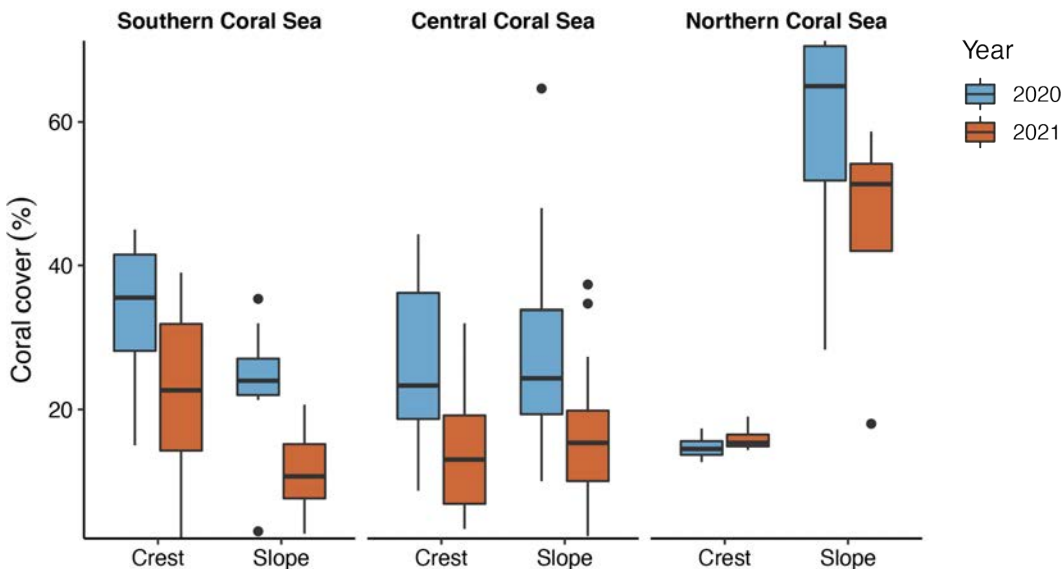 Southern Coral Sea Central Coral Sea Northern Coral Sea
Year
2020
2021
Coral cover (%)
60
40
20
Crest Slope Crest Slope Crest Slope